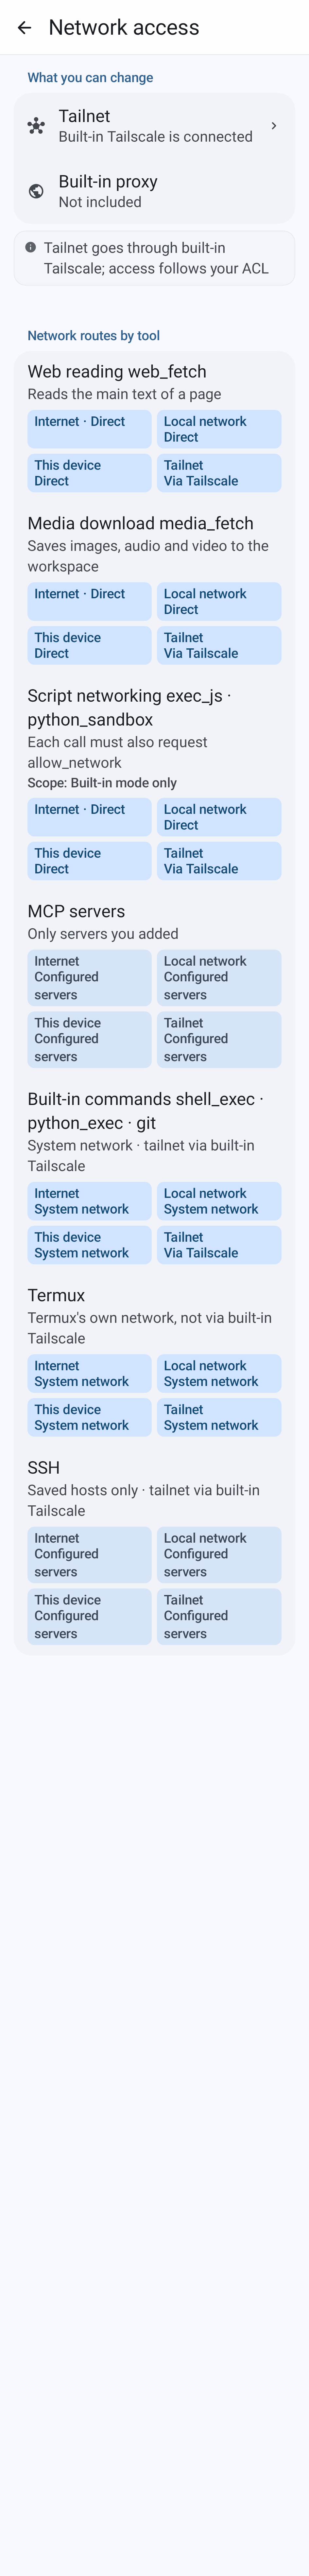 Network access
What you can change
Tailnet
Built-in Tailscale is connected
Built-in proxy
Not included
Tailnet goes through built-in
Tailscale; access follows your ACL
Network routes by tool
Web reading web_fetch
Reads the main text of a page
Internet · Direct
Local network
Direct
This device
Direct
Tailnet
Via Tailscale
Media download media_fetch
Saves images, audio and video to the
workspace
Internet · Direct
Local network
Direct
This device
Direct
Tailnet
Via Tailscale
Script networking exec_js ·
python_sandbox
Each call must also request
allow_network
Scope: Built-in mode only
Internet · Direct
Local network
Direct
This device
Direct
Tailnet
Via Tailscale
MCP servers
Only servers you added
Internet
Configured
servers
Local network
Configured
servers
This device
Configured
servers
Tailnet
Configured
servers
Built-in commands shell_exec ·
python_exec · git
System network · tailnet via built-in
Tailscale
Internet
System network
Local network
System network
This device
System network
Tailnet
Via Tailscale
Termux
Termux's own network, not via built-in
Tailscale
Internet
System network
Local network
System network
This device
System network
Tailnet
System network
SSH
Saved hosts only · tailnet via built-in
Tailscale
Internet
Configured
servers
Local network
Configured
servers
This device
Configured
servers
Tailnet
Configured
servers